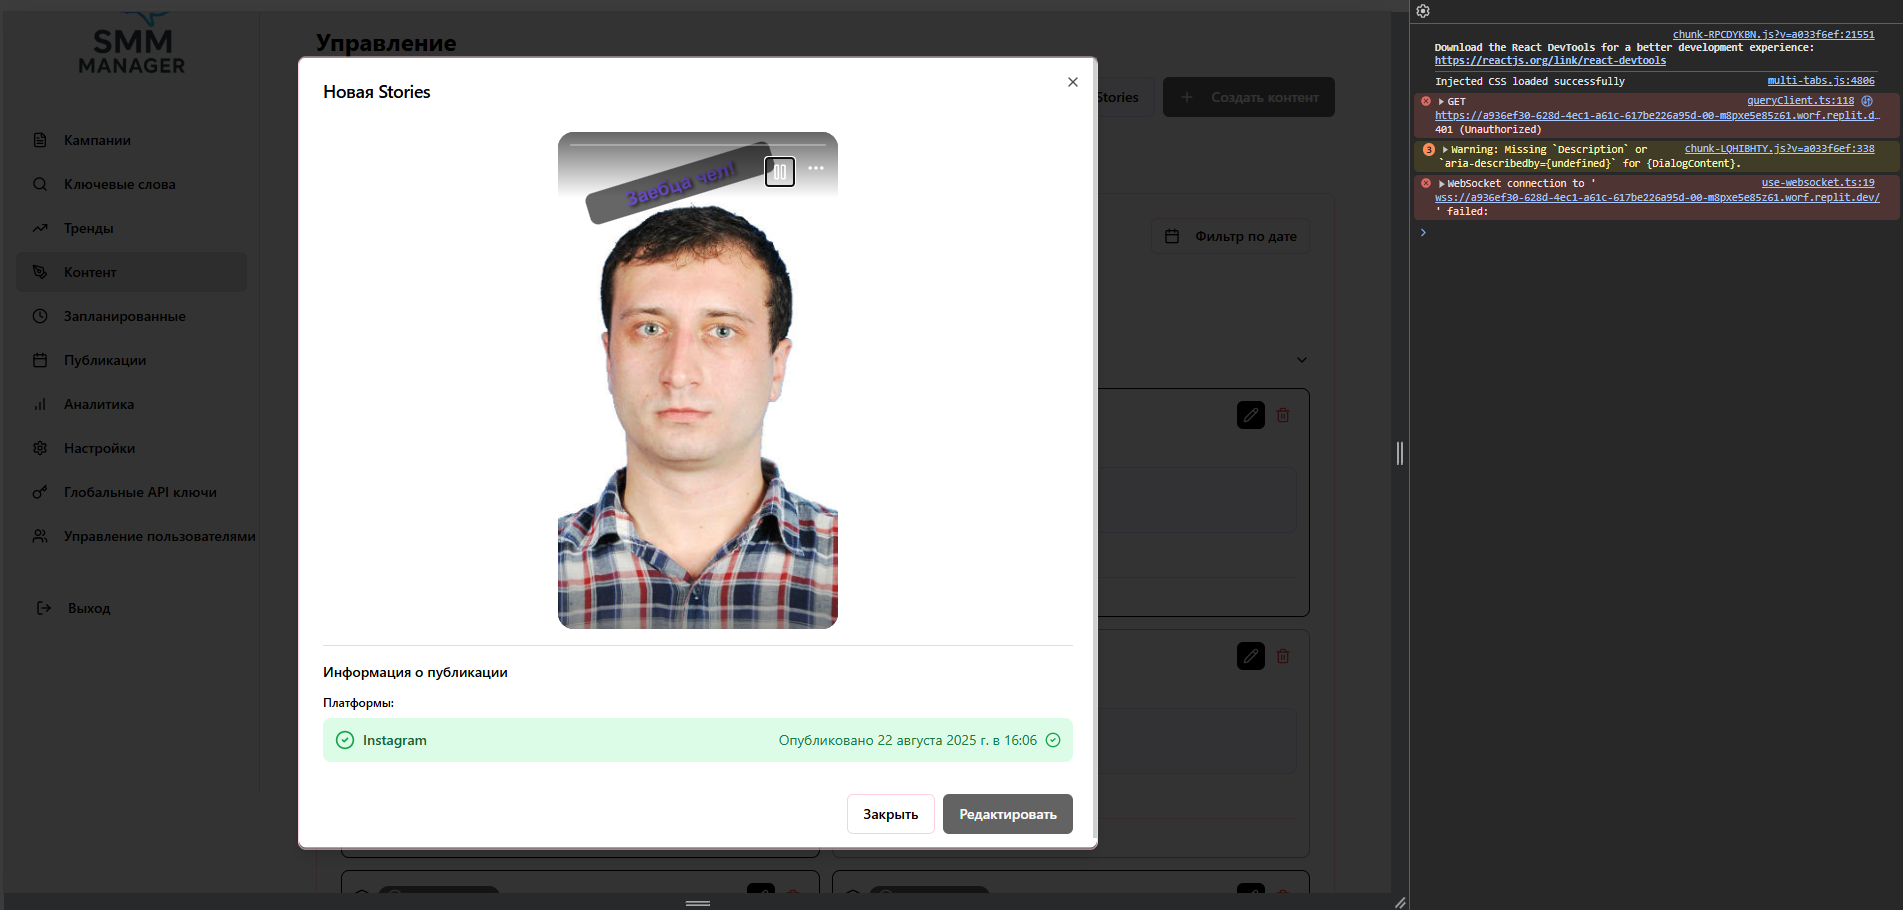 SMM
MANAGER
Кампании
Ключевые слова
Тренды
Контент
Запланированные
Публикации
Аналитика
Настройки
Глобальные API ключи
Управление пользователями
Выход
Управление
Stories
Создать контент
Фильтр по дате
Новая Stories
Заебца чел!
Информация о публикации
Платформы:
Instagram
Опубликовано 22 августа 2025 г. в 16:06
Закрыть
Редактировать
chunk-RPCDYKBN.js?v=a033f6ef:21551
Download the React DevTools for a better development experience:
https://reactjs.org/link/react-devtools
Injected CSS loaded successfully multi-tabs.js:4806
GET queryClient.ts:118
https://a936ef30-628d-4ec1-a61c-617be226a95d-00-m8pxe5e85z61.worf.replit.d…
401 (Unauthorized)
3 Warning: Missing `Description` or chunk-LQHIBHTY.js?v=a033f6ef:338
`aria-describedby={undefined}` for {DialogContent}.
WebSocket connection to ' use-websocket.ts:19
wss://a936ef30-628d-4ec1-a61c-617be226a95d-00-m8pxe5e85z61.worf.replit.dev/
' failed: